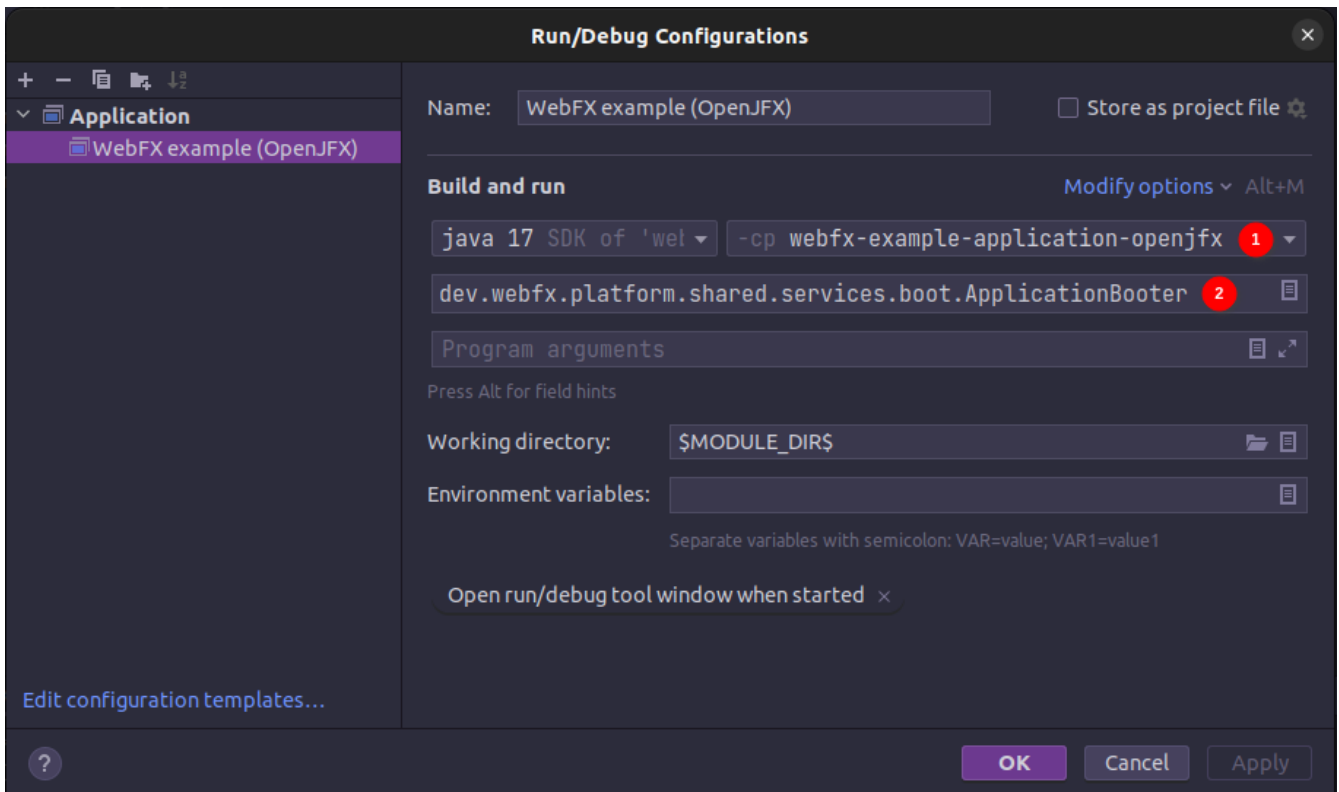 Run/Debug Configurations
Application
WebFX example (OpenJFX)
Name: WebFX example (OpenJFX) Store as project file
Build and run Modify options Alt+M
java 17 SDK of 'we -cp webfx-example-application-openjfx 1
dev.webfx.platform.shared.services.boot.ApplicationBooter 2
Program arguments
Press Alt for field hints
Working directory: $MODULE_DIR$
Environment variables:
Separate variables with semicolon: VAR=value; VAR1=value1
Open run/debug tool window when started ×
Edit configuration templates...
? OK Cancel Apply